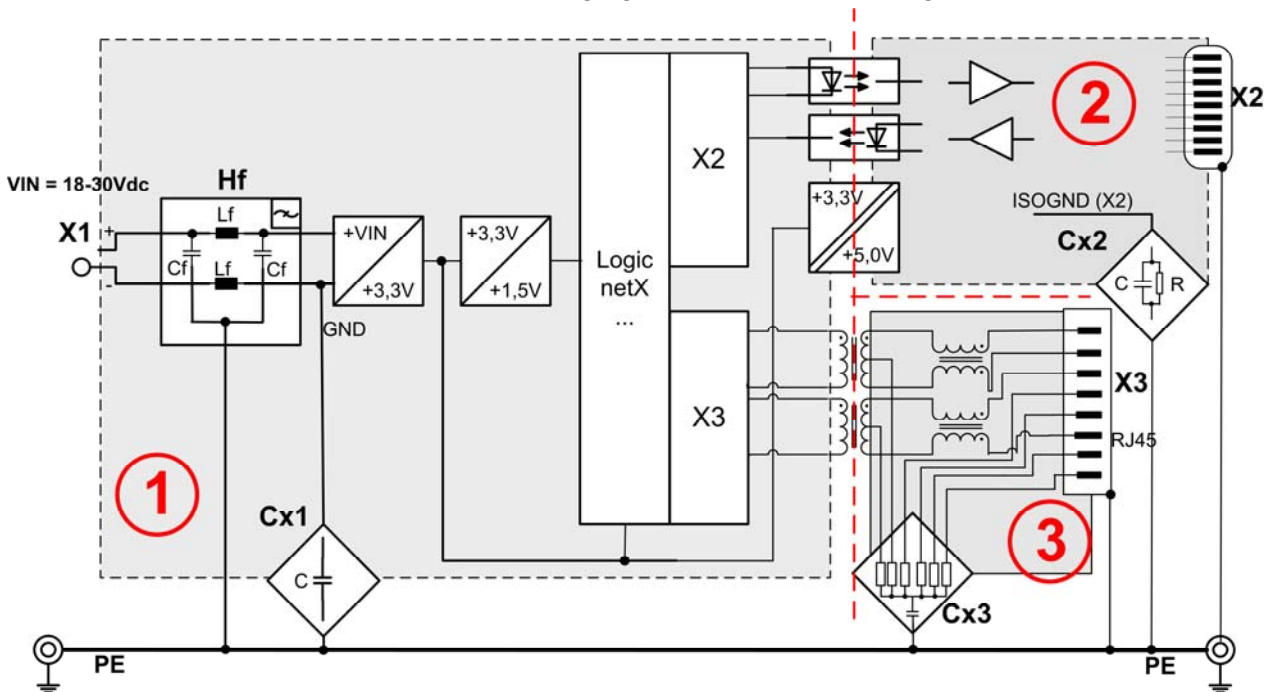 VIN = 18-30Vdc
X1
+
-
Hf
Lf
Cf
Lf
Cf
+VIN
+3,3V
GND
+3,3V
+1,5V
Logic
netX
...
X2
X3
+3,3V
+5,0V
2
X2
ISOGND (X2)
Cx2
C
R
X3
RJ45
1
Cx1
C
3
Cx3
PE
PE